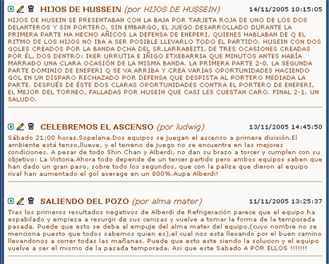 HIJOS DE HUSSEIN (por HIJOS DE HUSSEIN) 14/11/2005 10:15:05
HIJOS DE HUSEIN SE PRESENTABAN CON LA BAJA POR TARJETA ROJA DE UNO DE LOS DOS
DELANTEROS Y SIN PORTERO, SIN EMBARGO, EL JUEGO DESARROLLADO DURANTE LA
PRIMERA PARTE HA HECHO AÑICOS LA DEFENSA DE ENEPERI, QUIENES HABLABAN DE Q EL
RITMO DE LOS HIJOS NO IBA A SER POSIBLE LLEVARLO TODO EL PARTIDO. HUSEIN CON DOS
GOLES CREADOS POR LA BANDA DCHA DEL SR.LARRABEITI, DE TRES OCASIONES CREADAS
POR ÉL, DOS DENTRO: IKER URRUTIA E IÑIGO ETXEBARRIA QUE MINUTOS ANTES HABÍA
MARRADO UNA CLARA OCASIÓN DE LA MISMA BANDA. LA PRIMERA PARTE 2-0. LA SEGUNDA
PARTE DOMINIO DE ENEPERI Q SE VA ARRIBA Y CREA VARIAS OPORTUNIDADES HACIENDO
GOL EN UN DISPARO RECHAZADO POR DEFENSA QUE DESPISTA AL PORTERO MEDIADA LA
PARTE. DESPUÉS DE ÉSTE DOS CLARAS OPORTUNIDADES CONTRA EL PORTERO DE ENEPERI,
EL MEJOR DEL TORNEO, FALLADAS POR HUSEIN QUE CASI LES CUESTAN CARO. FINAL 2-1. UN
SALUDO.
CELEBREMOS EL ASCENSO (por ludwig) 13/11/2005 14:45:50
Sábado 21:00 horas.Sopelana.Dos equipos se juegan el ascenso a primera división.El
ambiente está tenso,llueve, y el terreno de juego no se encuentra en las mejores
condiciones. A pesar de todo Shin Chan y Alberdi, no dan su brazo a torcer y cumplen con su
objetivo: La Victoria.Ahora todo depende de un tercer partido pero ambos equipos saben que
han dado un gran paso, sobre todo los segundos, que con la paliza que dieron al equipo
rival han aumentado el gol average en un 800%.Aupa Alberdi!
SALIENDO DEL POZO (por alma mater) 11/11/2005 13:25:37
Tras los primeros resultados negativos de Alberdi de Refrigeración parece que el equipo ha
espabilado y empieza a resurgir de sus cenizas y vuelve a tomar la forma de la temporada
pasada. Puede que esto se deba al empuje del alma mater del equipo,(cuyo nombre no se
menciona puesto que todos sabemos quien es),el cual nos esta llevando por el buen camino
llevandonos a correr todas las mañanas. Puede que esto este siendo la solucion y el equipo
vuelve a ser el mismo de la pasada temporada. Asi que este Sabado A POR ELLOS !!!!!!!